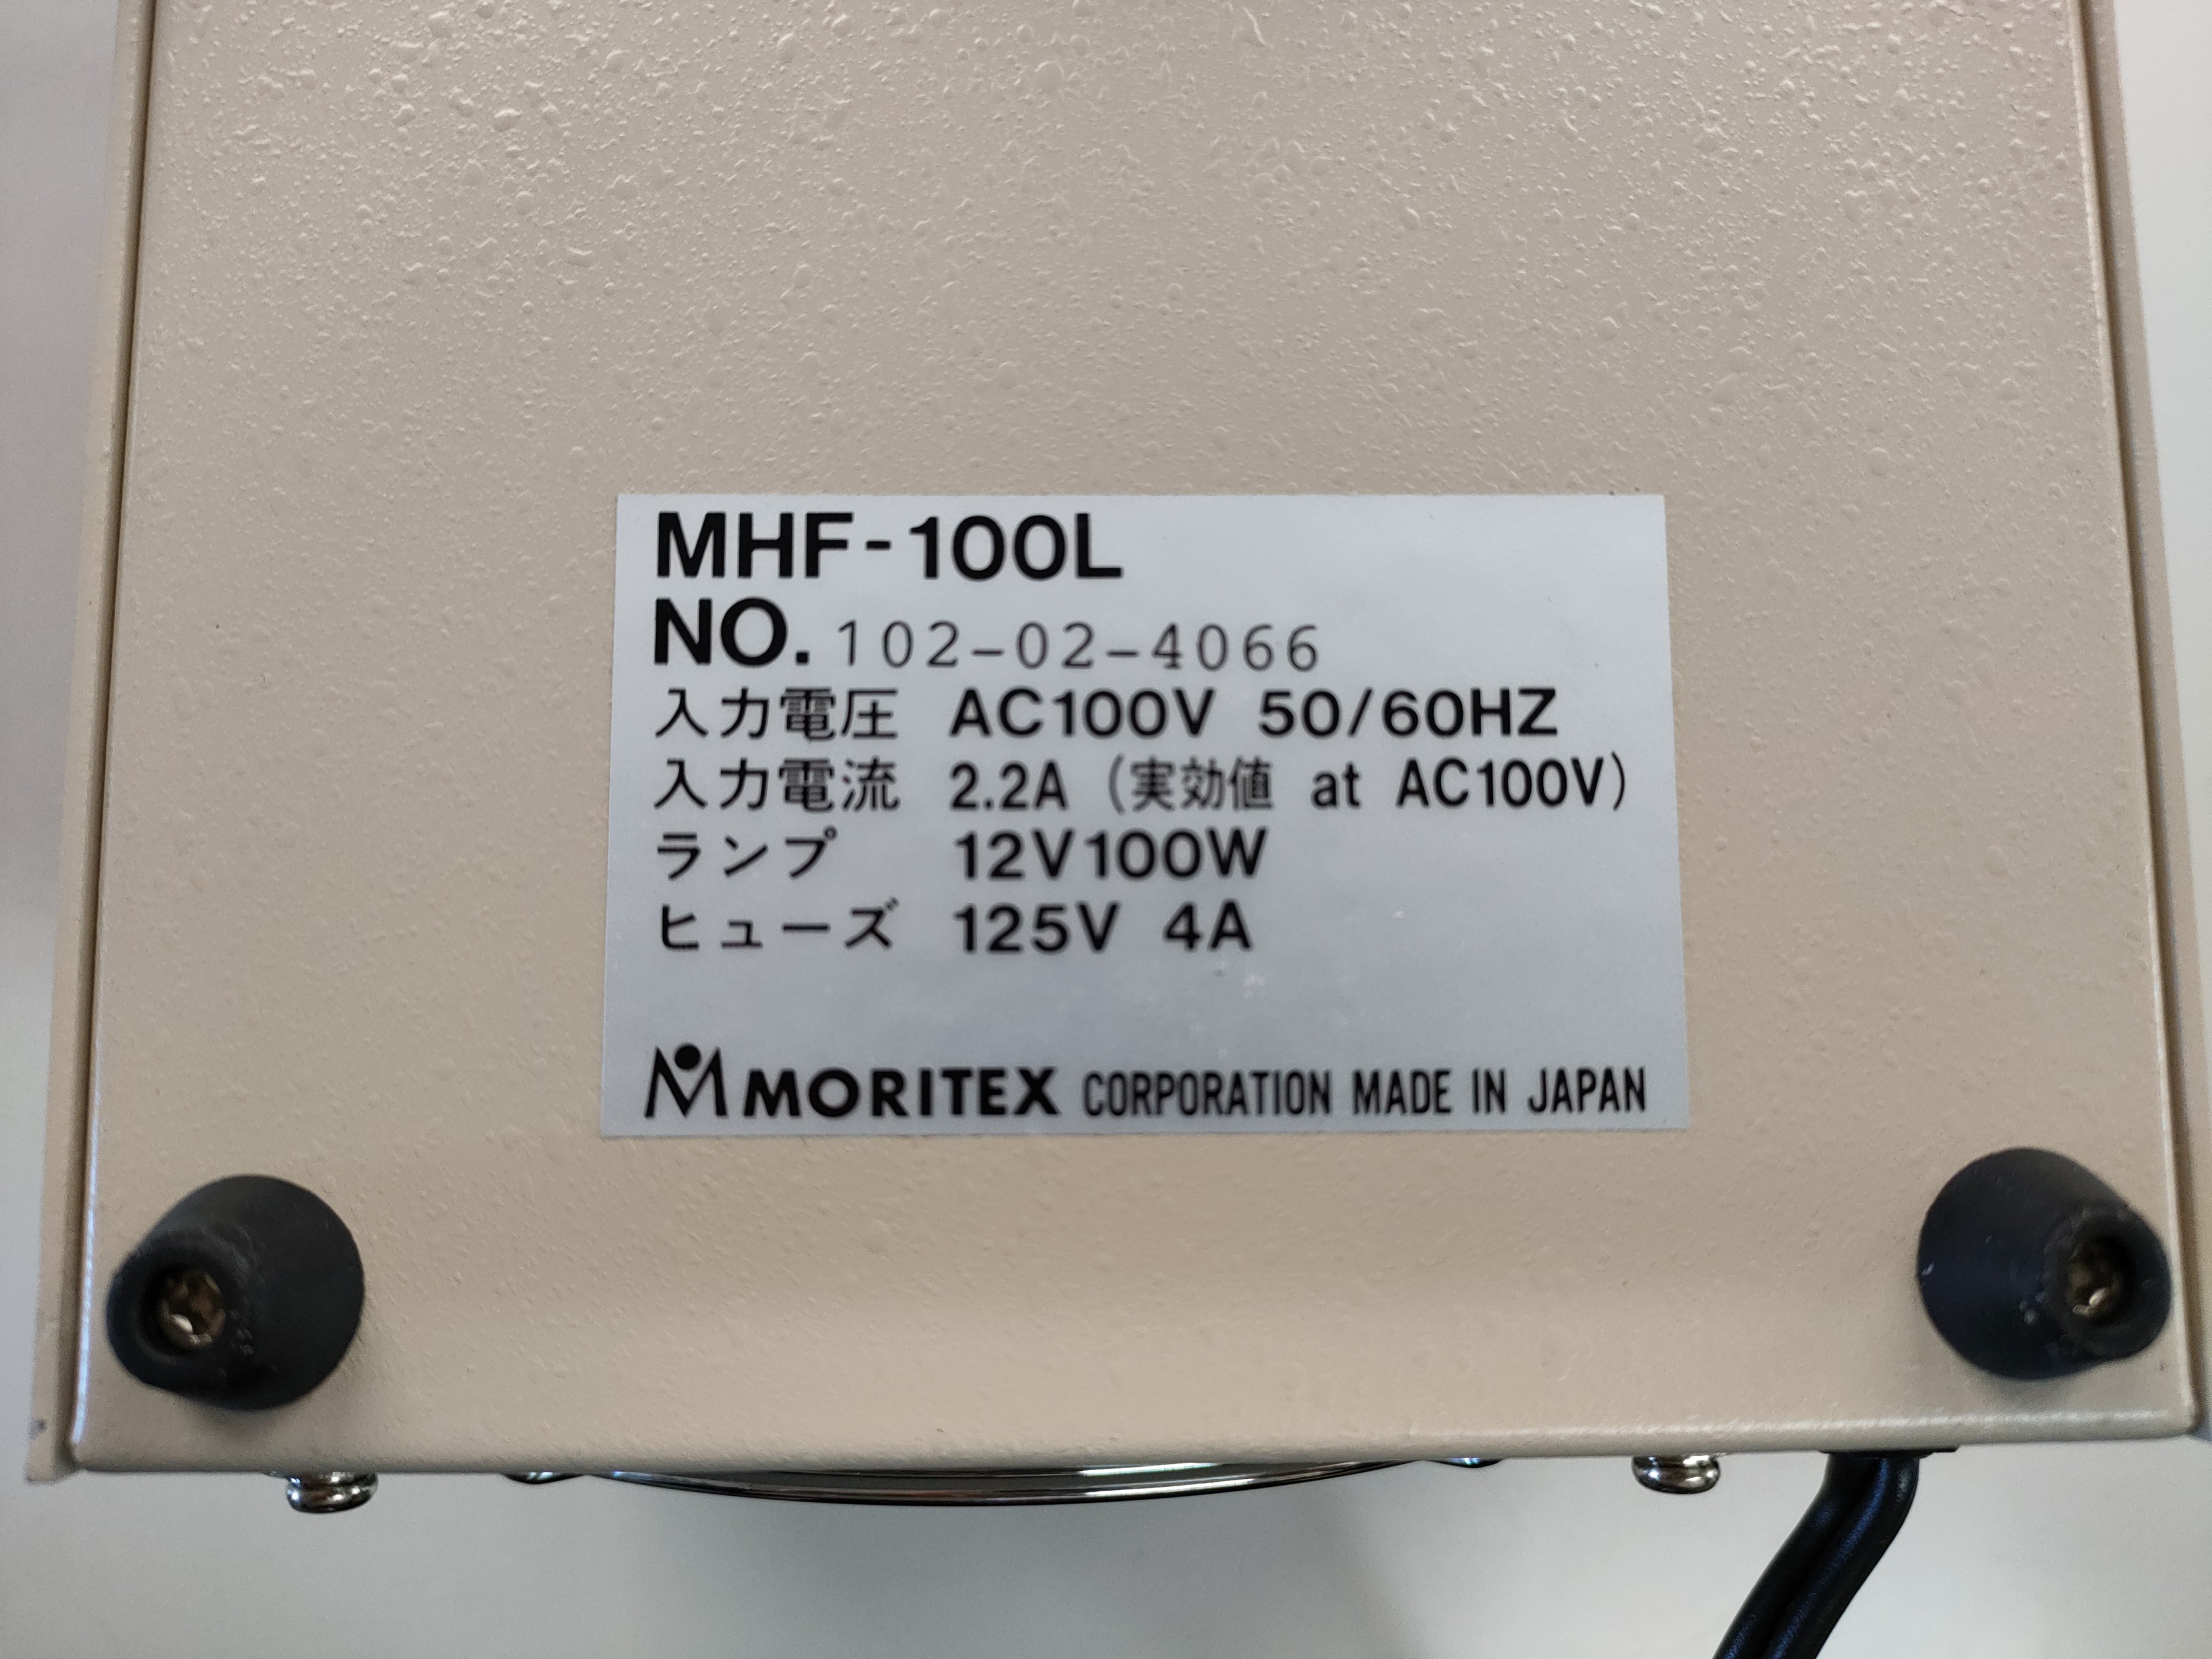 MHF-100L
NO. 102-02-4066
入力電圧 AC100V 50/60HZ
入力電流 2.2A (実効値 at AC100V)
ランプ 12V100W
ヒューズ 125V 4A
MORITEX CORPORATION MADE IN JAPAN